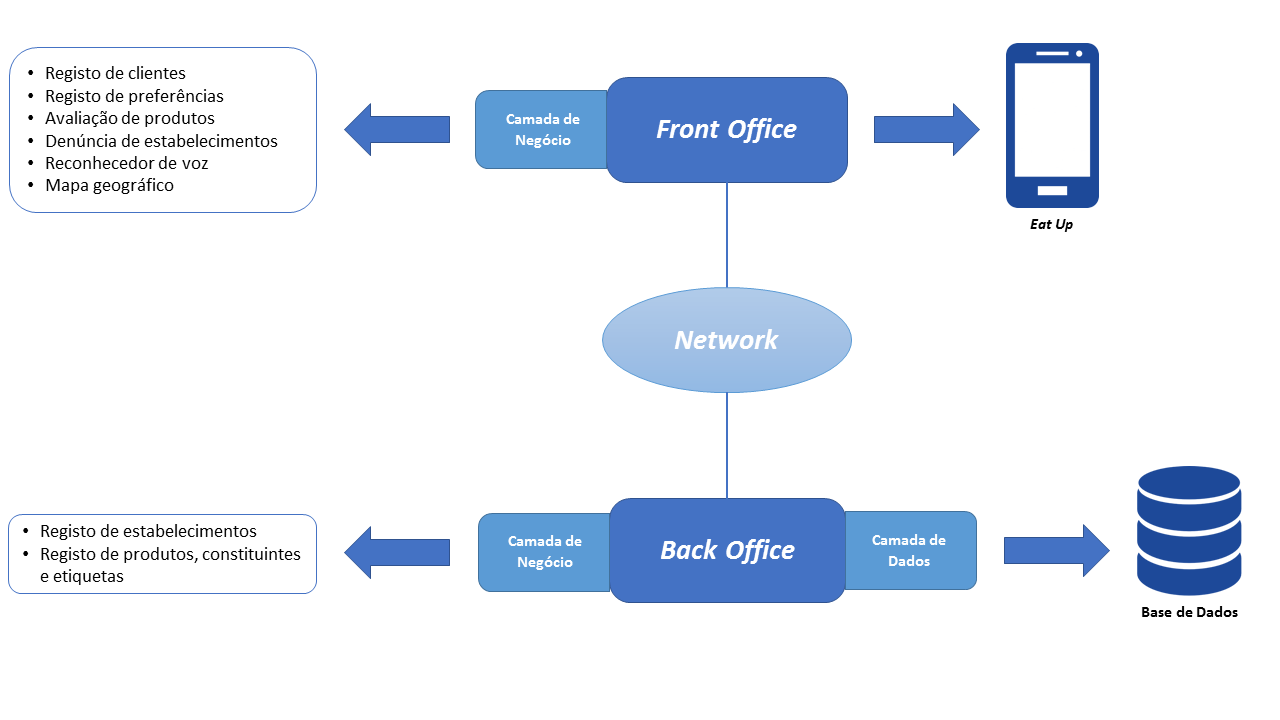 • Registo de clientes
• Registo de preferências
• Avaliação de produtos
• Denúncia de estabelecimentos
• Reconhecedor de voz
• Mapa geográfico
Camada de
Negócio
Front Office
Eat Up
Network
• Registo de estabelecimentos
• Registo de produtos, constituintes
e etiquetas
Camada de
Negócio
Back Office
Camada de
Dados
Base de Dados